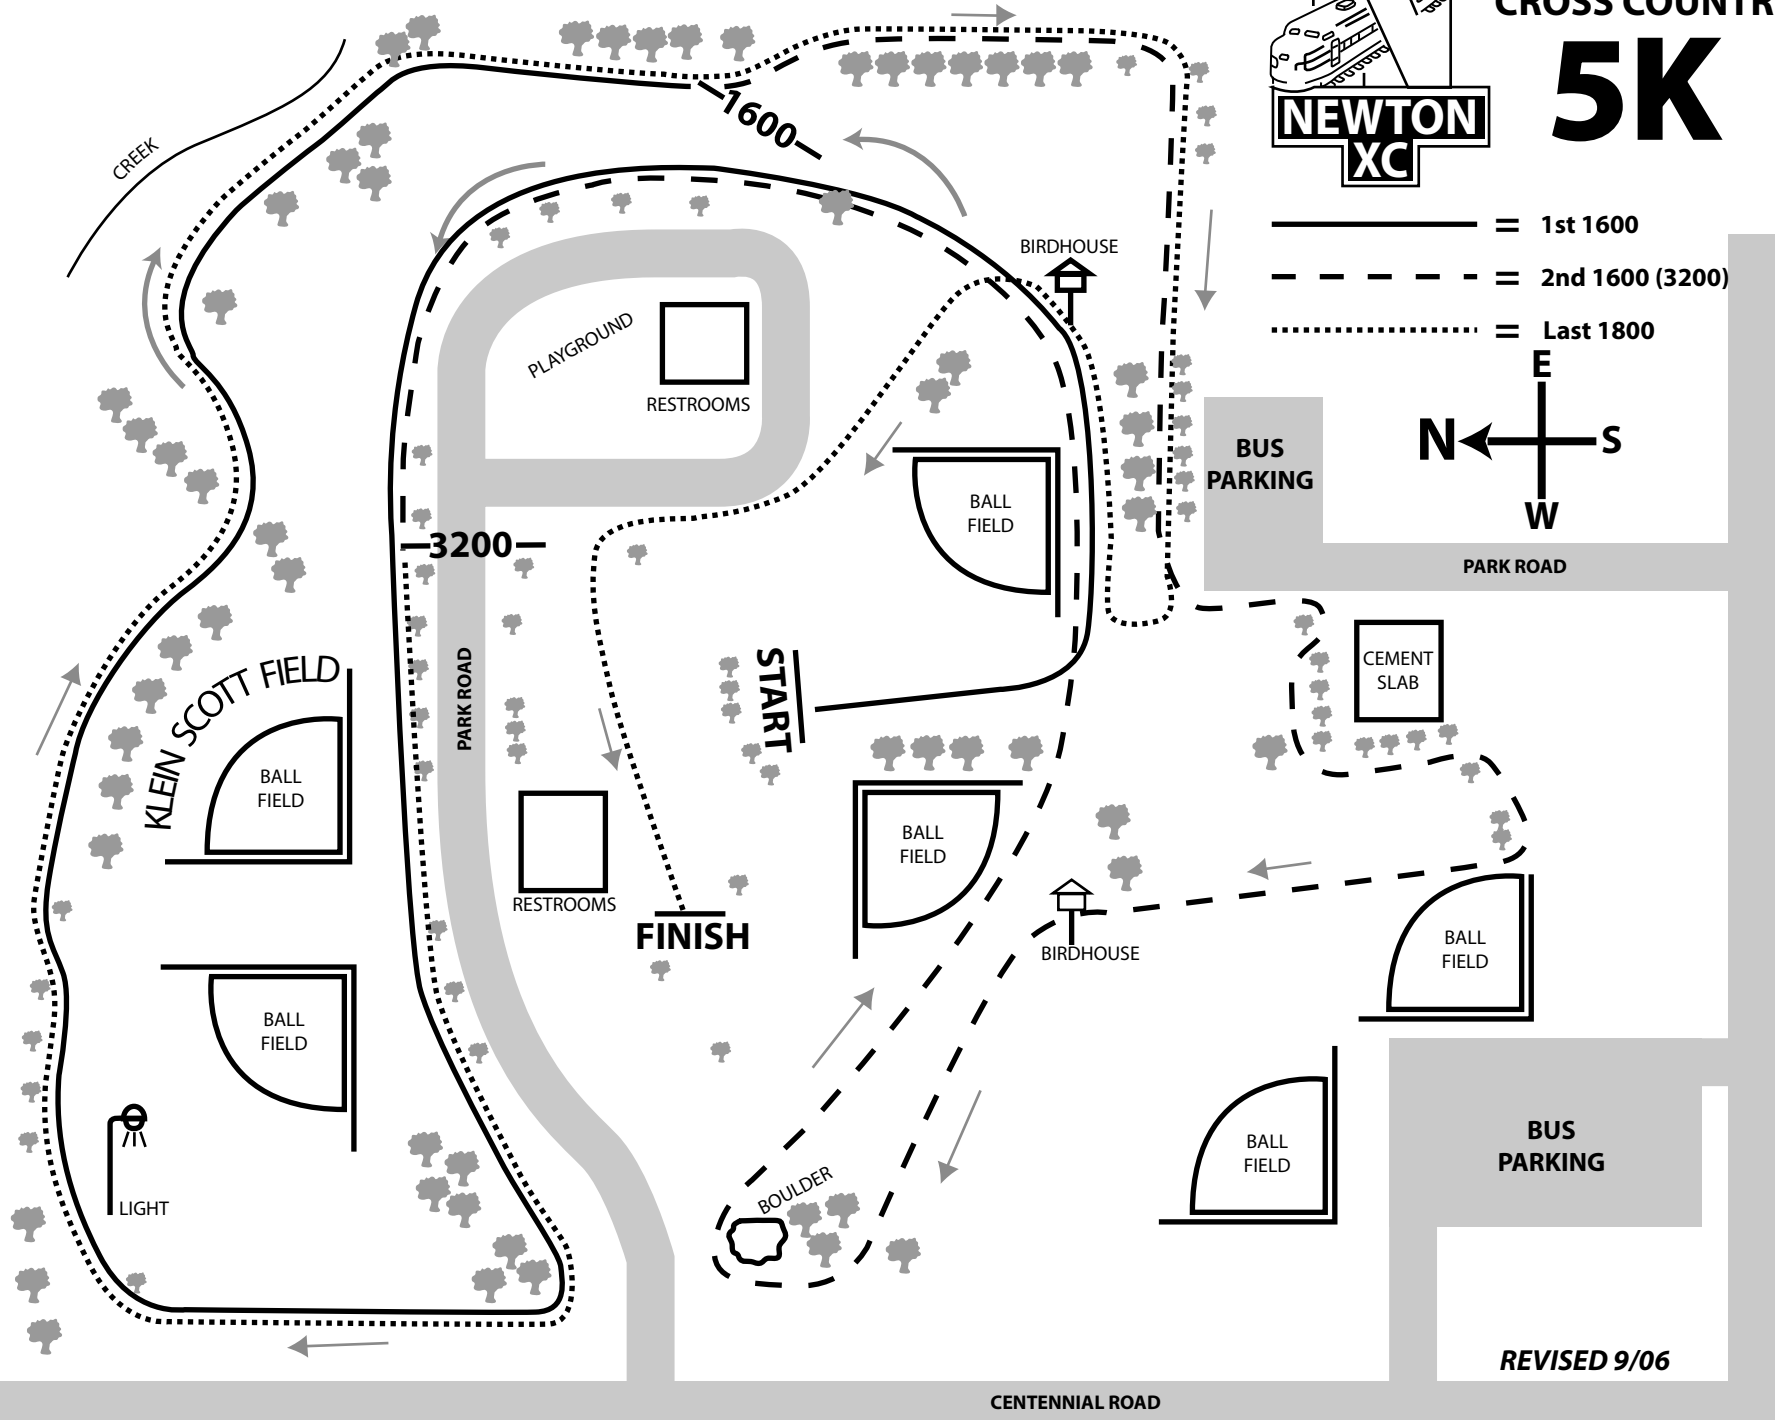 CROSS COUNTR
5K
NEWTON
XC
1600
CREEK
= 1st 1600
= 2nd 1600 (3200)
= Last 1800
E
N
S
W
BIRDHOUSE
PLAYGROUND
RESTROOMS
BALL
FIELD
BUS
PARKING
PARK ROAD
3200
KLEIN SCOTT FIELD
PARK ROAD
START
CEMENT
SLAB
BALL
FIELD
BALL
FIELD
RESTROOMS
FINISH
BIRDHOUSE
BALL
FIELD
BALL
FIELD
LIGHT
BOULDER
BALL
FIELD
BUS
PARKING
REVISED 9/06
CENTENNIAL ROAD